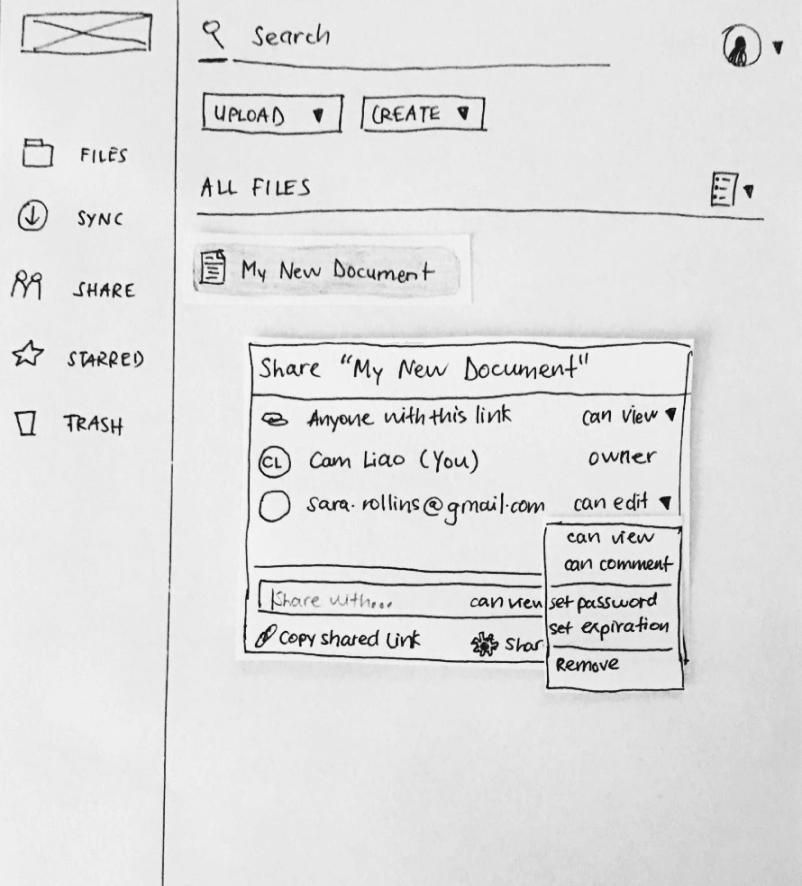 Search
UPLOAD
CREATE
FILES
SYNC
SHARE
STARRED
TRASH
ALL FILES
My New Document
Share "My New Document"
Anyone with this link can view
CL Cam Liao (You) owner
sara.rollins@gmail.com can edit
can view
can comment
set password
set expiration
Remove
Share with... can view
Copy shared link Shar